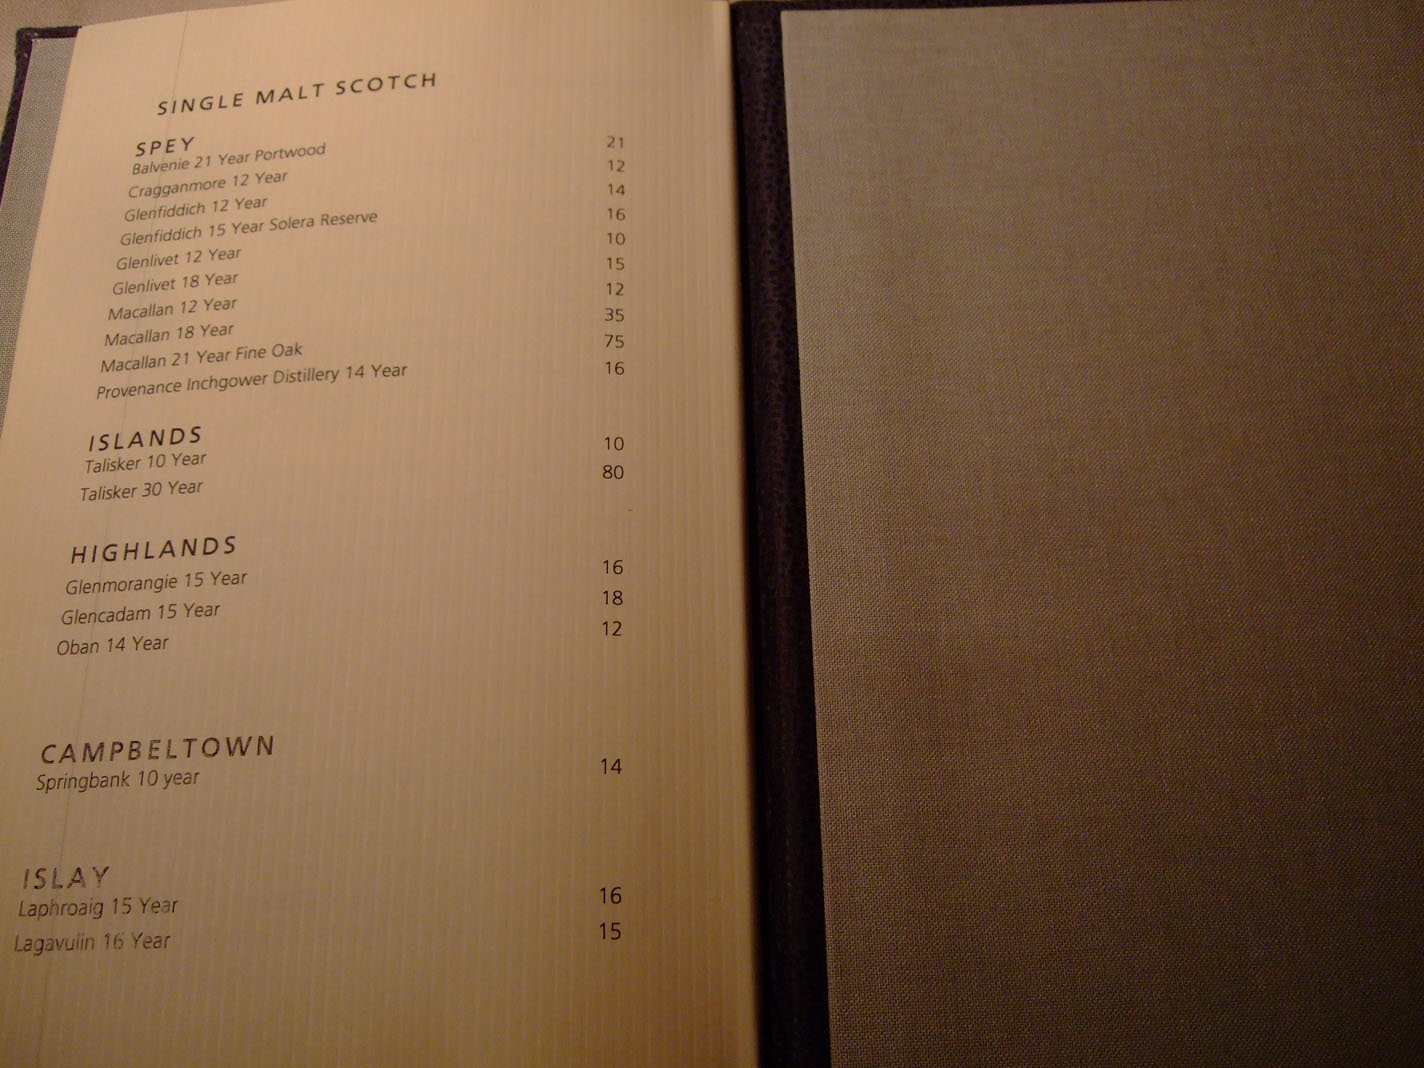 SINGLE MALT SCOTCH
SPEY
Balvenie 21 Year Portwood 21
Cragganmore 12 Year 12
Glenfiddich 12 Year 14
Glenfiddich 15 Year Solera Reserve 16
Glenlivet 12 Year 10
Glenlivet 18 Year 15
Macallan 12 Year 12
Macallan 18 Year 35
Macallan 21 Year Fine Oak 75
Provenance Inchgower Distillery 14 Year 16
ISLANDS
Talisker 10 Year 10
Talisker 30 Year 80
HIGHLANDS
Glenmorangie 15 Year 16
Glencadam 15 Year 18
Oban 14 Year 12
CAMPBELTOWN
Springbank 10 year 14
ISLAY
Laphroaig 15 Year 16
Lagavulin 16 Year 15